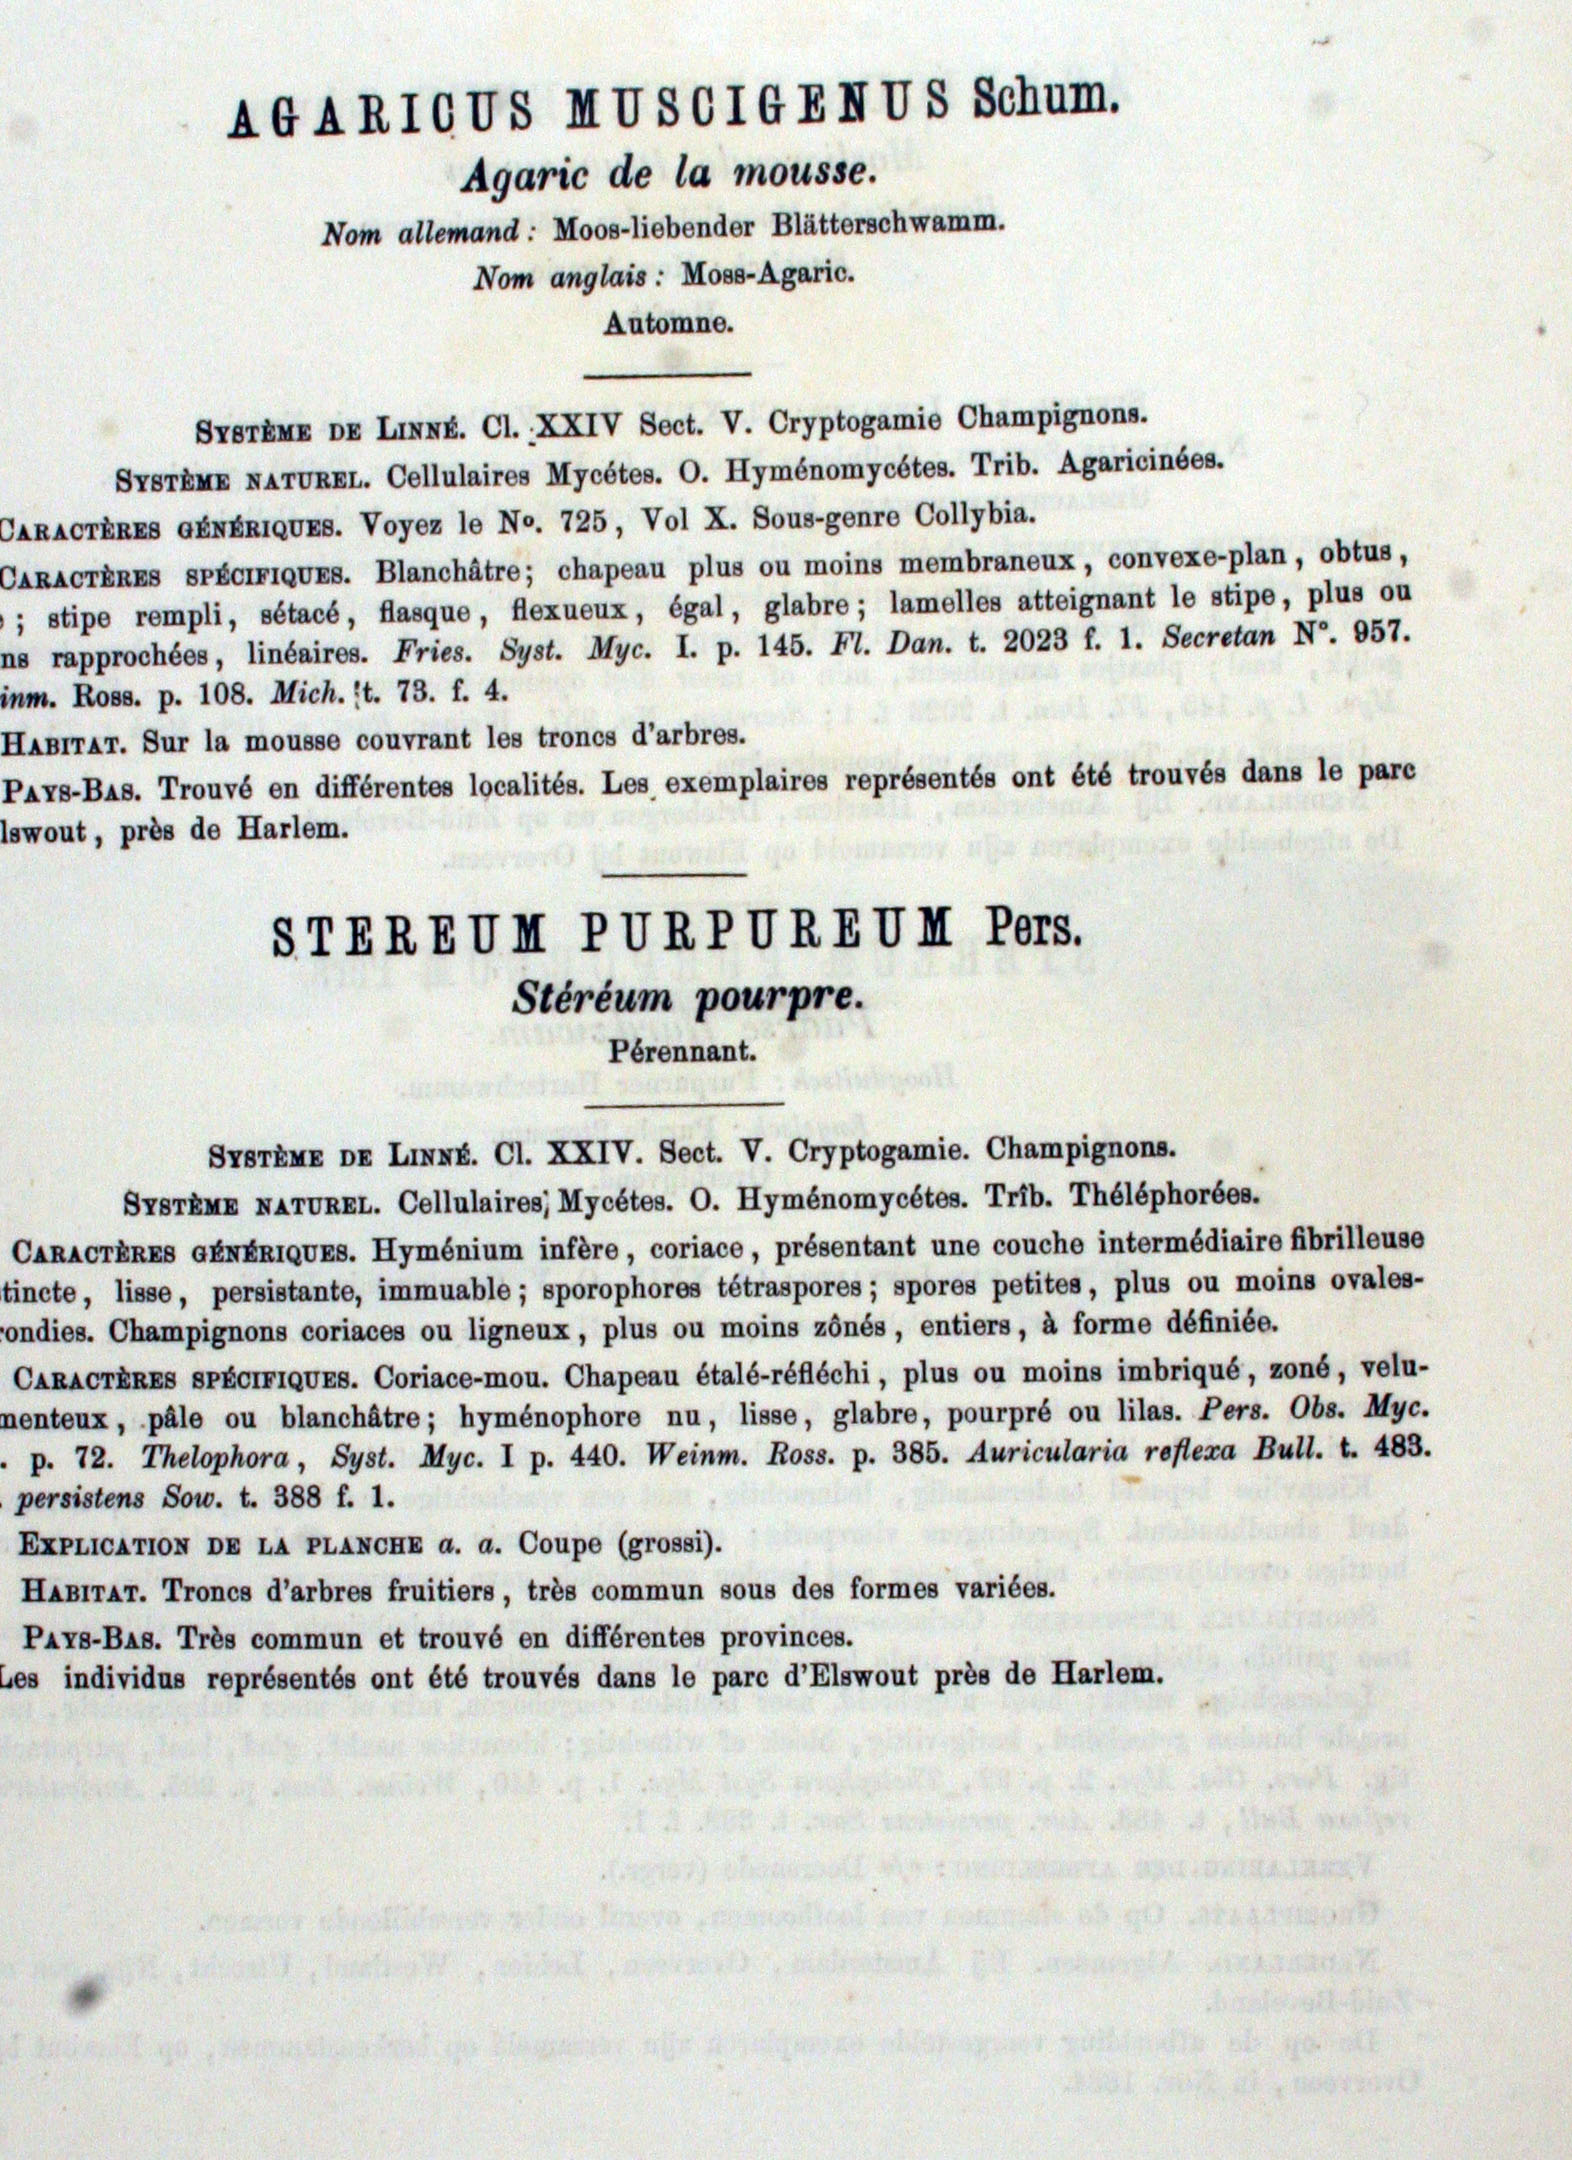 AGARICUS MUSCIGENUS Schum.
Agaric de la mousse.
Nom allemand : Moos-liebender Blätterschwamm.
Nom anglais : Moss-Agaric.
Automne.
SYSTÈME DE LINNÉ. Cl. XXIV Sect. V. Cryptogamie Champignons.
SYSTÈME NATUREL. Cellulaires Mycétes. O. Hyménomycétes. Trib. Agaricinées.
CARACTÈRES GÉNÉRIQUES. Voyez le No. 725, Vol X. Sous-genre Collybia.
CARACTÈRES SPÉCIFIQUES. Blanchâtre; chapeau plus ou moins membraneux, convexe-plan, obtus,
; stipe rempli, sétacé, flasque, flexueux, égal, glabre; lamelles atteignant le stipe, plus ou
ns rapprochées, linéaires. Fries. Syst. Myc. I. p. 145. Fl. Dan. t. 2023 f. 1. Secretan N°. 957.
inm. Ross. p. 108. Mich. t. 73. f. 4.
HABITAT. Sur la mousse couvrant les troncs d'arbres.
PAYS-BAS. Trouvé en différentes localités. Les exemplaires représentés ont été trouvés dans le parc
lswout, près de Harlem.
STEREUM PURPUREUM Pers.
Stéréum pourpre.
Pérennant.
SYSTÈME DE LINNÉ. Cl. XXIV. Sect. V. Cryptogamie. Champignons.
SYSTÈME NATUREL. Cellulaires; Mycétes. O. Hyménomycétes. Trib. Théléphorées.
CARACTÈRES GÉNÉRIQUES. Hyménium infère, coriace, présentant une couche intermédiaire fibrilleuse
tincte, lisse, persistante, immuable; sporophores tétraspores; spores petites, plus ou moins ovales-
rondies. Champignons coriaces ou ligneux, plus ou moins zônés, entiers, à forme définiée.
CARACTÈRES SPÉCIFIQUES. Coriace-mou. Chapeau étalé-réfléchi, plus ou moins imbriqué, zoné, velu-
menteux, pâle ou blanchâtre; hyménophore nu, lisse, glabre, pourpré ou lilas. Pers. Obs. Myc.
. p. 72. Thelophora, Syst. Myc. I p. 440. Weinm. Ross. p. 385. Auricularia reflexa Bull. t. 483.
. persistens Sow. t. 388 f. 1.
EXPLICATION DE LA PLANCHE a. a. Coupe (grossi).
HABITAT. Troncs d'arbres fruitiers, très commun sous des formes variées.
PAYS-BAS. Très commun et trouvé en différentes provinces.
Les individus représentés ont été trouvés dans le parc d'Elswout près de Harlem.